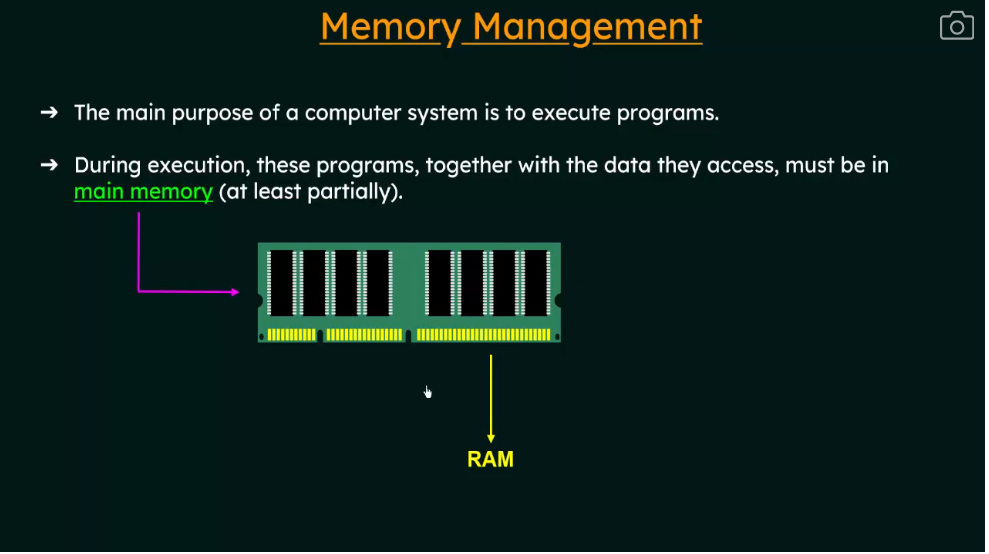 Memory Management
➔ The main purpose of a computer system is to execute programs.
➔ During execution, these programs, together with the data they access, must be in
main memory (at least partially).
RAM